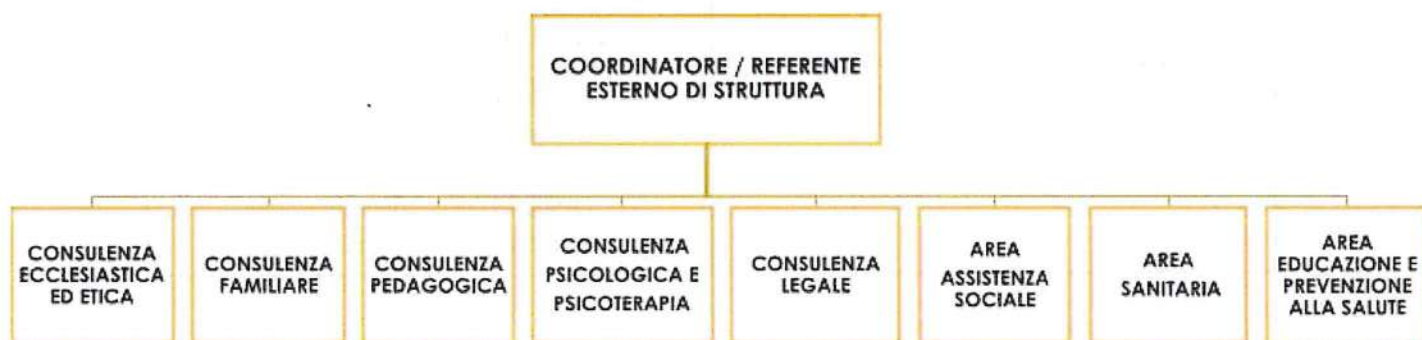 COORDINATORE / REFERENTE
ESTERNO DI STRUTTURA
CONSULENZA
ECCLESIASTICA
ED ETICA
CONSULENZA
FAMILIARE
CONSULENZA
PEDAGOGICA
CONSULENZA
PSICOLOGICA E
PSICOTERAPIA
CONSULENZA
LEGALE
AREA
ASSISTENZA
SOCIALE
AREA
SANITARIA
AREA
EDUCAZIONE E
PREVENZIONE
ALLA SALUTE